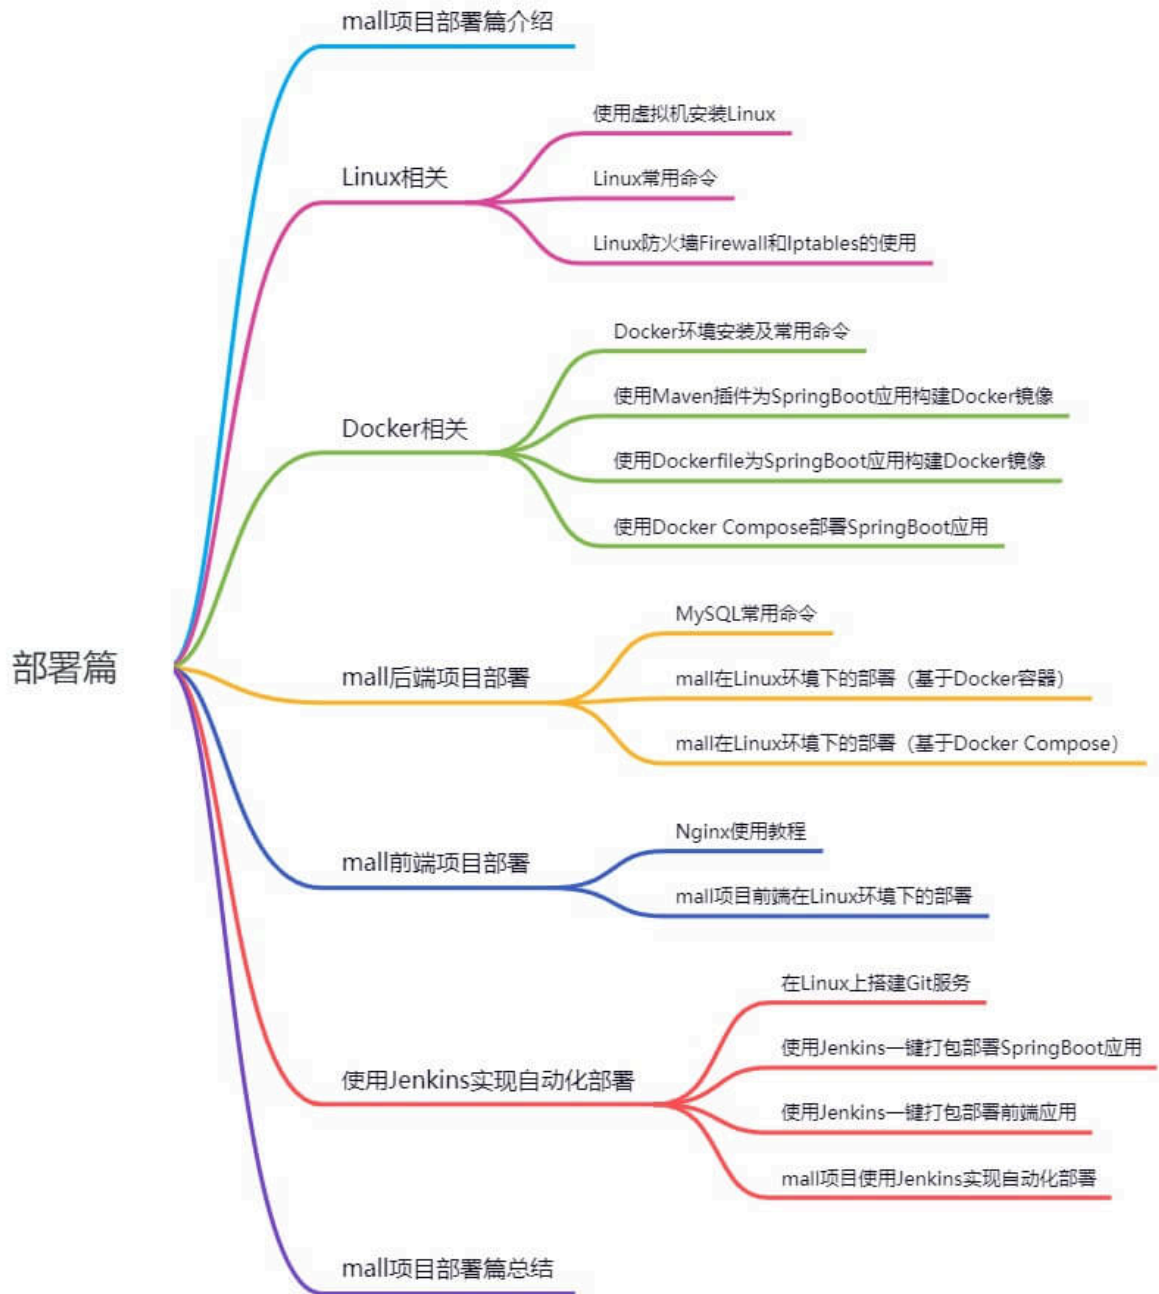 部署篇
mall项目部署篇介绍
Linux相关
使用虚拟机安装Linux
Linux常用命令
Linux防火墙Firewall和Iptables的使用
Docker相关
Docker环境安装及常用命令
使用Maven插件为SpringBoot应用构建Docker镜像
使用Dockerfile为SpringBoot应用构建Docker镜像
使用Docker Compose部署SpringBoot应用
mall后端项目部署
MySQL常用命令
mall在Linux环境下的部署（基于Docker容器）
mall在Linux环境下的部署（基于Docker Compose）
mall前端项目部署
Nginx使用教程
mall项目前端在Linux环境下的部署
使用Jenkins实现自动化部署
在Linux上搭建Git服务
使用Jenkins一键打包部署SpringBoot应用
使用Jenkins一键打包部署前端应用
mall项目使用Jenkins实现自动化部署
mall项目部署篇总结